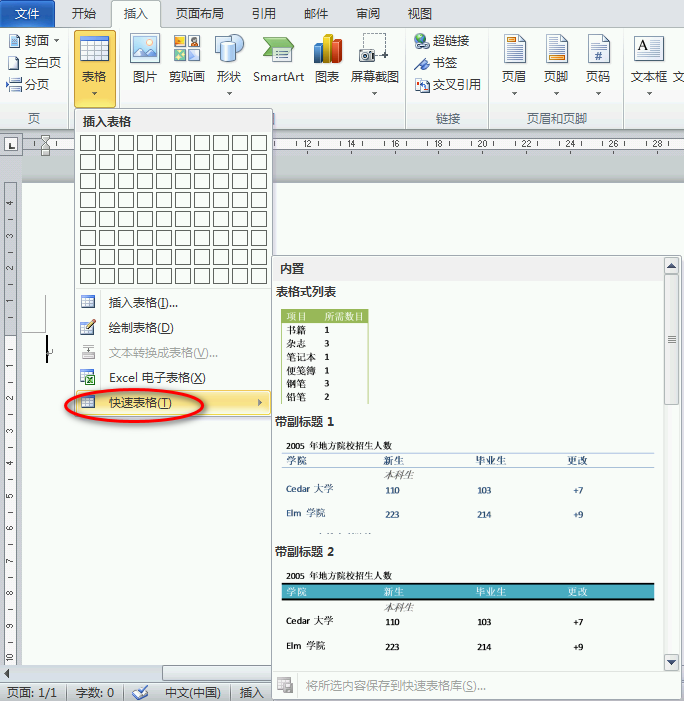 文件 开始 插入 页面布局 引用 邮件 审阅 视图
封面 超链接
空白页 书签
分页 交叉引用
表格 图片 剪贴画 形状 SmartArt 图表 屏幕截图 页眉 页脚 页码 文本框 文
页 链接 页眉和页脚
插入表格
12 14 16 18 20 22 24 26 28
插入表格(I)...
绘制表格(D)
文本转换成表格(V)...
Excel 电子表格(X)
快速表格(T)
内置
表格式列表
项目 所需数目
书籍 1
杂志 3
笔记本 1
便笺簿 1
钢笔 3
铅笔 2
带副标题 1
2005 年地方院校招生人数
学院 新生 毕业生 更改
本科生
Cedar 大学 110 103 +7
Elm 学院 223 214 +9
带副标题 2
2005 年地方院校招生人数
学院 新生 毕业生 更改
本科生
Cedar 大学 110 103 +7
Elm 学院 223 214 +9
将所选内容保存到快速表格库(S)...
页面: 1/1 字数: 0 中文(中国) 插入